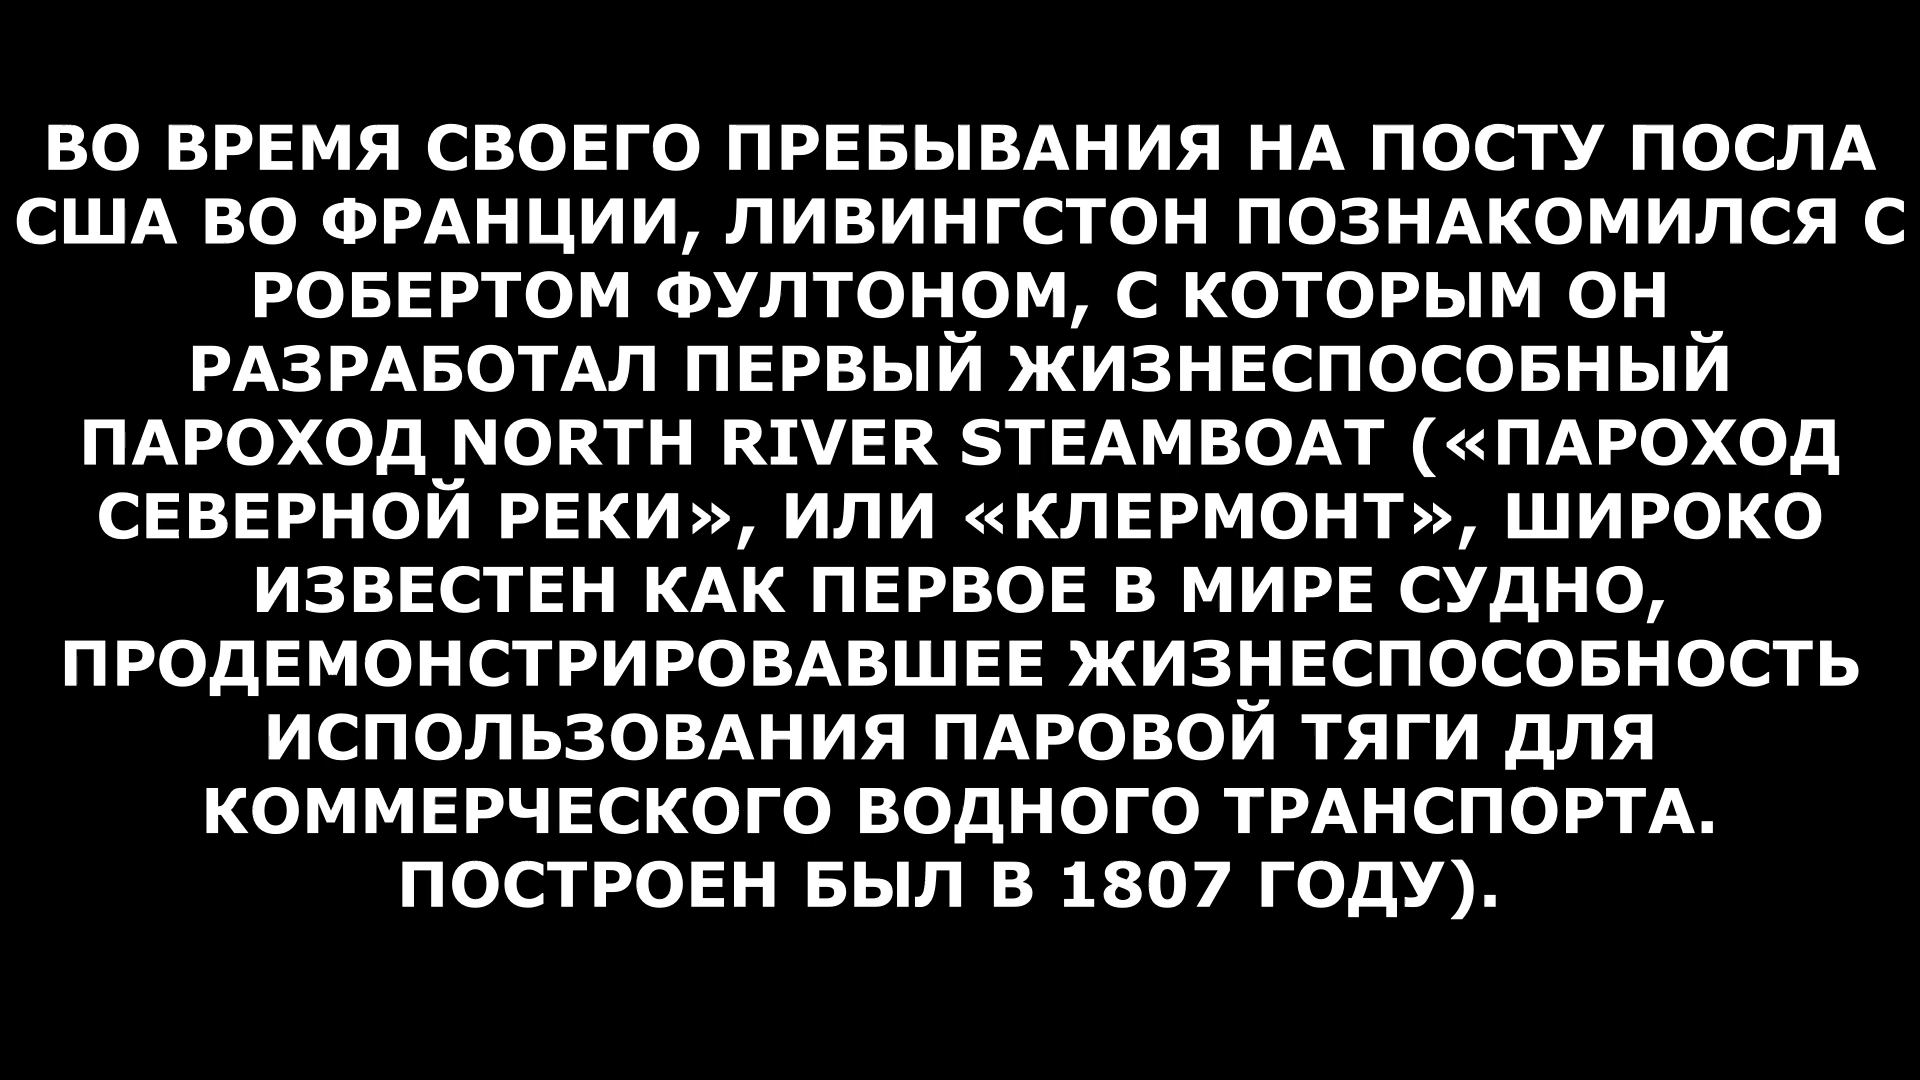 ВО ВРЕМЯ СВОЕГО ПРЕБЫВАНИЯ НА ПОСТУ ПОСЛА
США ВО ФРАНЦИИ, ЛИВИНГСТОН ПОЗНАКОМИЛСЯ С
РОБЕРТОМ ФУЛТОНОМ, С КОТОРЫМ ОН
РАЗРАБОТАЛ ПЕРВЫЙ ЖИЗНЕСПОСОБНЫЙ
ПАРОХОД NORTH RIVER STEAMBOAT («ПАРОХОД
СЕВЕРНОЙ РЕКИ», ИЛИ «КЛЕРМОНТ», ШИРОКО
ИЗВЕСТЕН КАК ПЕРВОЕ В МИРЕ СУДНО,
ПРОДЕМОНСТРИРОВАВШЕЕ ЖИЗНЕСПОСОБНОСТЬ
ИСПОЛЬЗОВАНИЯ ПАРОВОЙ ТЯГИ ДЛЯ
КОММЕРЧЕСКОГО ВОДНОГО ТРАНСПОРТА.
ПОСТРОЕН БЫЛ В 1807 ГОДУ).